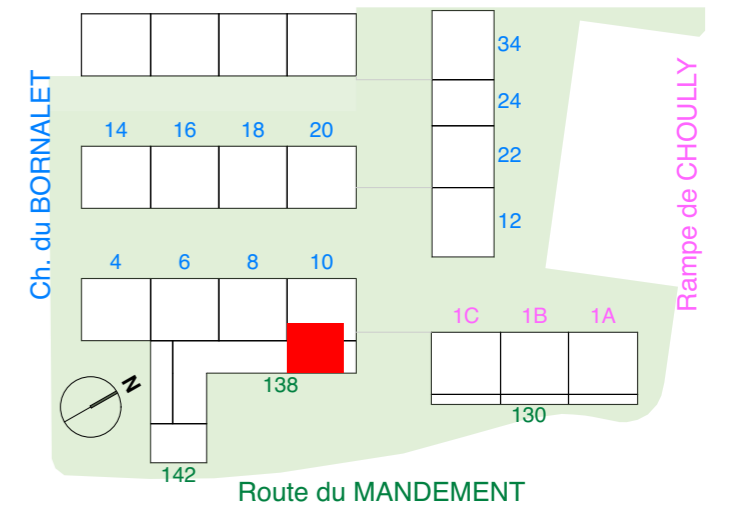 34
24
22
12
14 16 18 20
4 6 8 10
Ch. du BORNALET
Rampe de CHOULLY
1C 1B 1A
138
130
N
142
Route du MANDEMENT